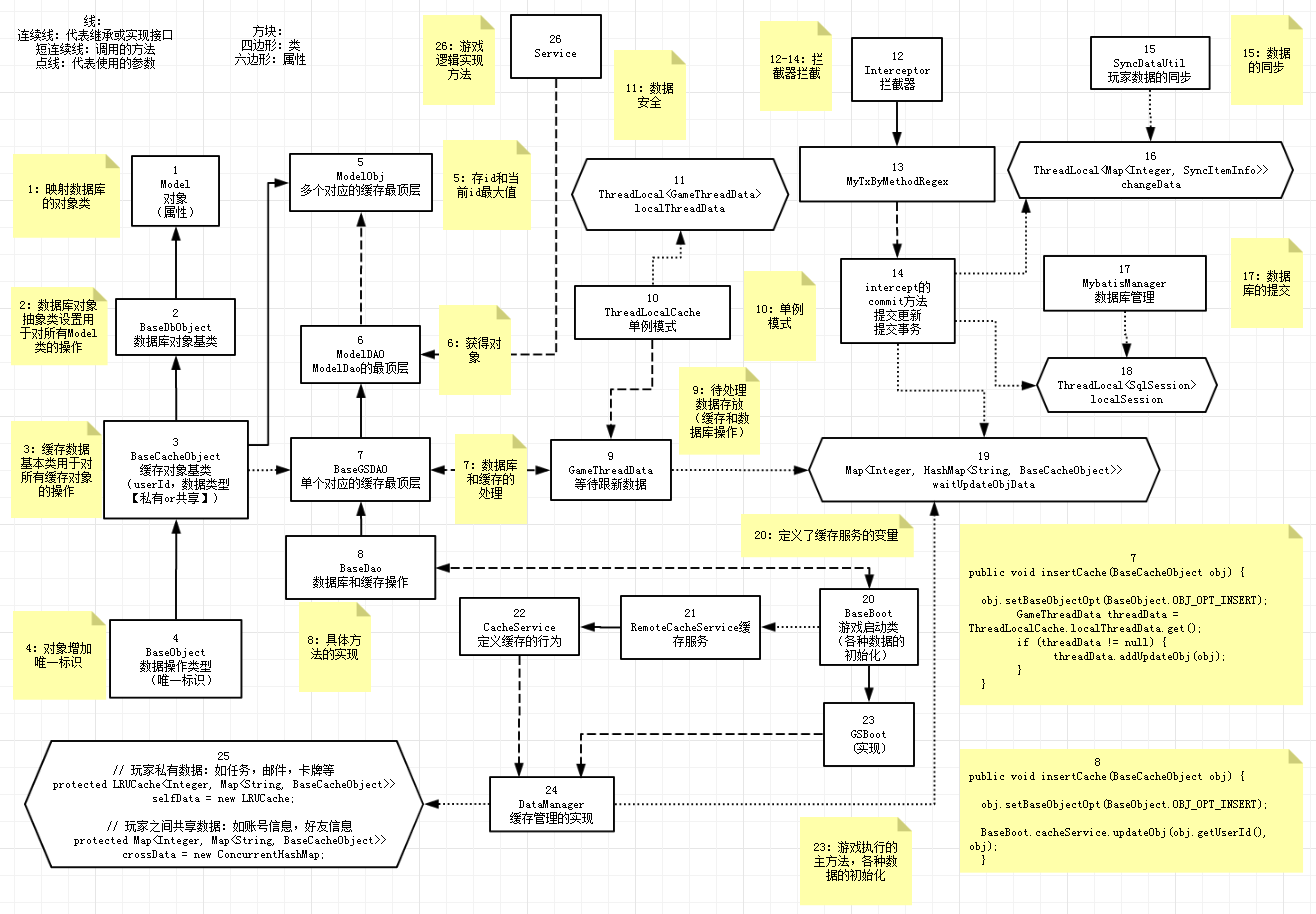 线：
连续线：代表继承或实现接口
短连续线：调用的方法
点线：代表使用的参数
方块：
四边形：类
六边形：属性
26：游戏
逻辑实现
方法
26
Service
11：数据
安全
12-14：拦
截器拦截
12
Interceptor
拦截器
15
SyncDataUtil
玩家数据的同步
15：数据
的同步
1：映射数据库
的对象类
1
Model
对象
（属性）
5
ModelObj
多个对应的缓存最顶层
5：存id和当
前id最大值
11
ThreadLocal<GameThreadData>
localThreadData
13
MyTxByMethodRegex
16
ThreadLocal<Map<Integer, SyncItemInfo>>
changeData
2：数据库对象
抽象类设置用
于对所有Model
类的操作
2
BaseDbObject
数据库对象基类
6
ModelDAO
ModelDao的最顶层
6：获得对
象
10
ThreadLocalCache
单例模式
10：单例
模式
14
intercept的
commit方法
提交更新
提交事务
17
MybatisManager
数据库管理
17：数据
库的提交
18
ThreadLocal<SqlSession>
localSession
3：缓存数据
基本类用于对
所有缓存对象
的操作
3
BaseCacheObject
缓存对象基类
（userId，数据类型
【私有or共享】）
7
BaseGSDAO
单个对应的缓存最顶层
7：数据库
和缓存的
处理
9
GameThreadData
等待跟新数据
9：待处理
数据存放
（缓存和数
据库操作）
19
Map<Integer, HashMap<String, BaseCacheObject>>
waitUpdateObjData
8
BaseDao
数据库和缓存操作
20：定义了缓存服务的变量
7
public void insertCache(BaseCacheObject obj) {
obj.setBaseObjectOpt(BaseObject.OBJ_OPT_INSERT);
GameThreadData threadData =
ThreadLocalCache.localThreadData.get();
if (threadData != null) {
threadData.addUpdateObj(obj);
}
}
4：对象增加
唯一标识
4
BaseObject
数据操作类型
（唯一标识）
8：具体方
法的实现
22
CacheService
定义缓存的行为
21
RemoteCacheService缓
存服务
20
BaseBoot
游戏启动类
（各种数据的
初始化）
23
GSBoot
（实现）
25
// 玩家私有数据：如任务，邮件，卡牌等
protected LRUCache<Integer, Map<String, BaseCacheObject>>
selfData = new LRUCache;
// 玩家之间共享数据：如账号信息，好友信息
protected Map<Integer, Map<String, BaseCacheObject>>
crossData = new ConcurrentHashMap;
24
DataManager
缓存管理的实现
23：游戏执行的
主方法，各种数
据的初始化
8
public void insertCache(BaseCacheObject obj) {
obj.setBaseObjectOpt(BaseObject.OBJ_OPT_INSERT);
BaseBoot.cacheService.updateObj(obj.getUserId(),
obj);
}